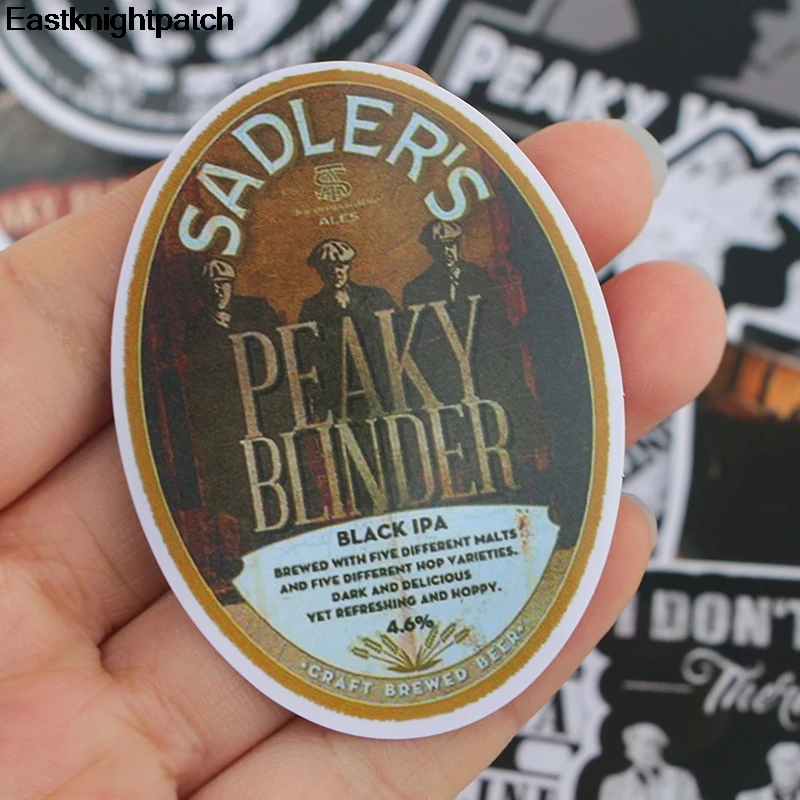 Eastknightpatch
SADLER'S
ALES
PEAKY
BLINDER
BLACK IPA
BREWED WITH FIVE DIFFERENT MALTS
AND FIVE DIFFERENT HOP VARIETIES.
DARK AND DELICIOUS
YET REFRESHING AND HOPPY.
4.6%
•CRAFT BREWED BEER•
PEAKY
I DON'T